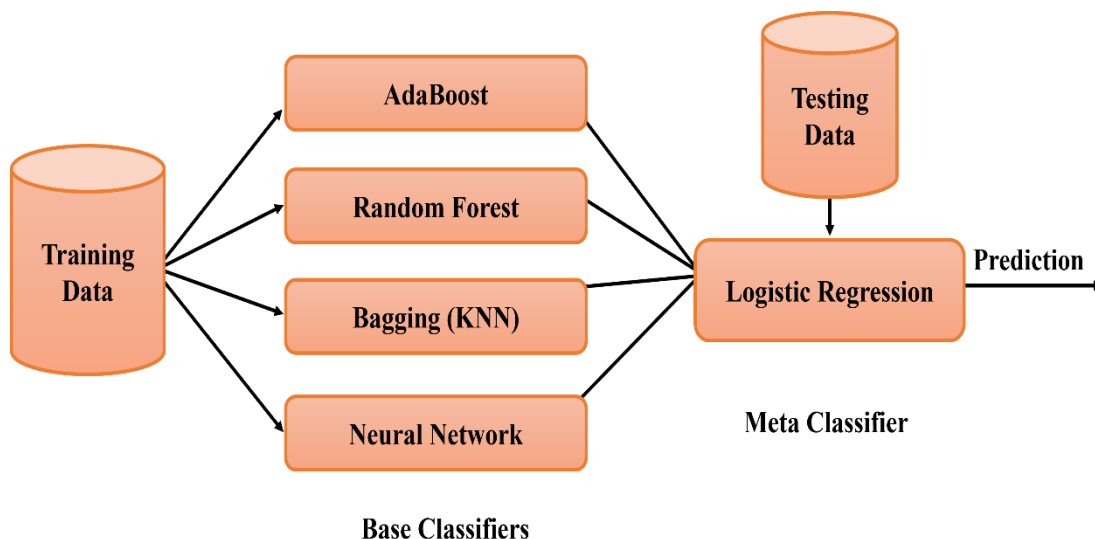 Training
Data
AdaBoost
Random Forest
Bagging (KNN)
Neural Network
Base Classifiers
Testing
Data
Logistic Regression
Meta Classifier
Prediction